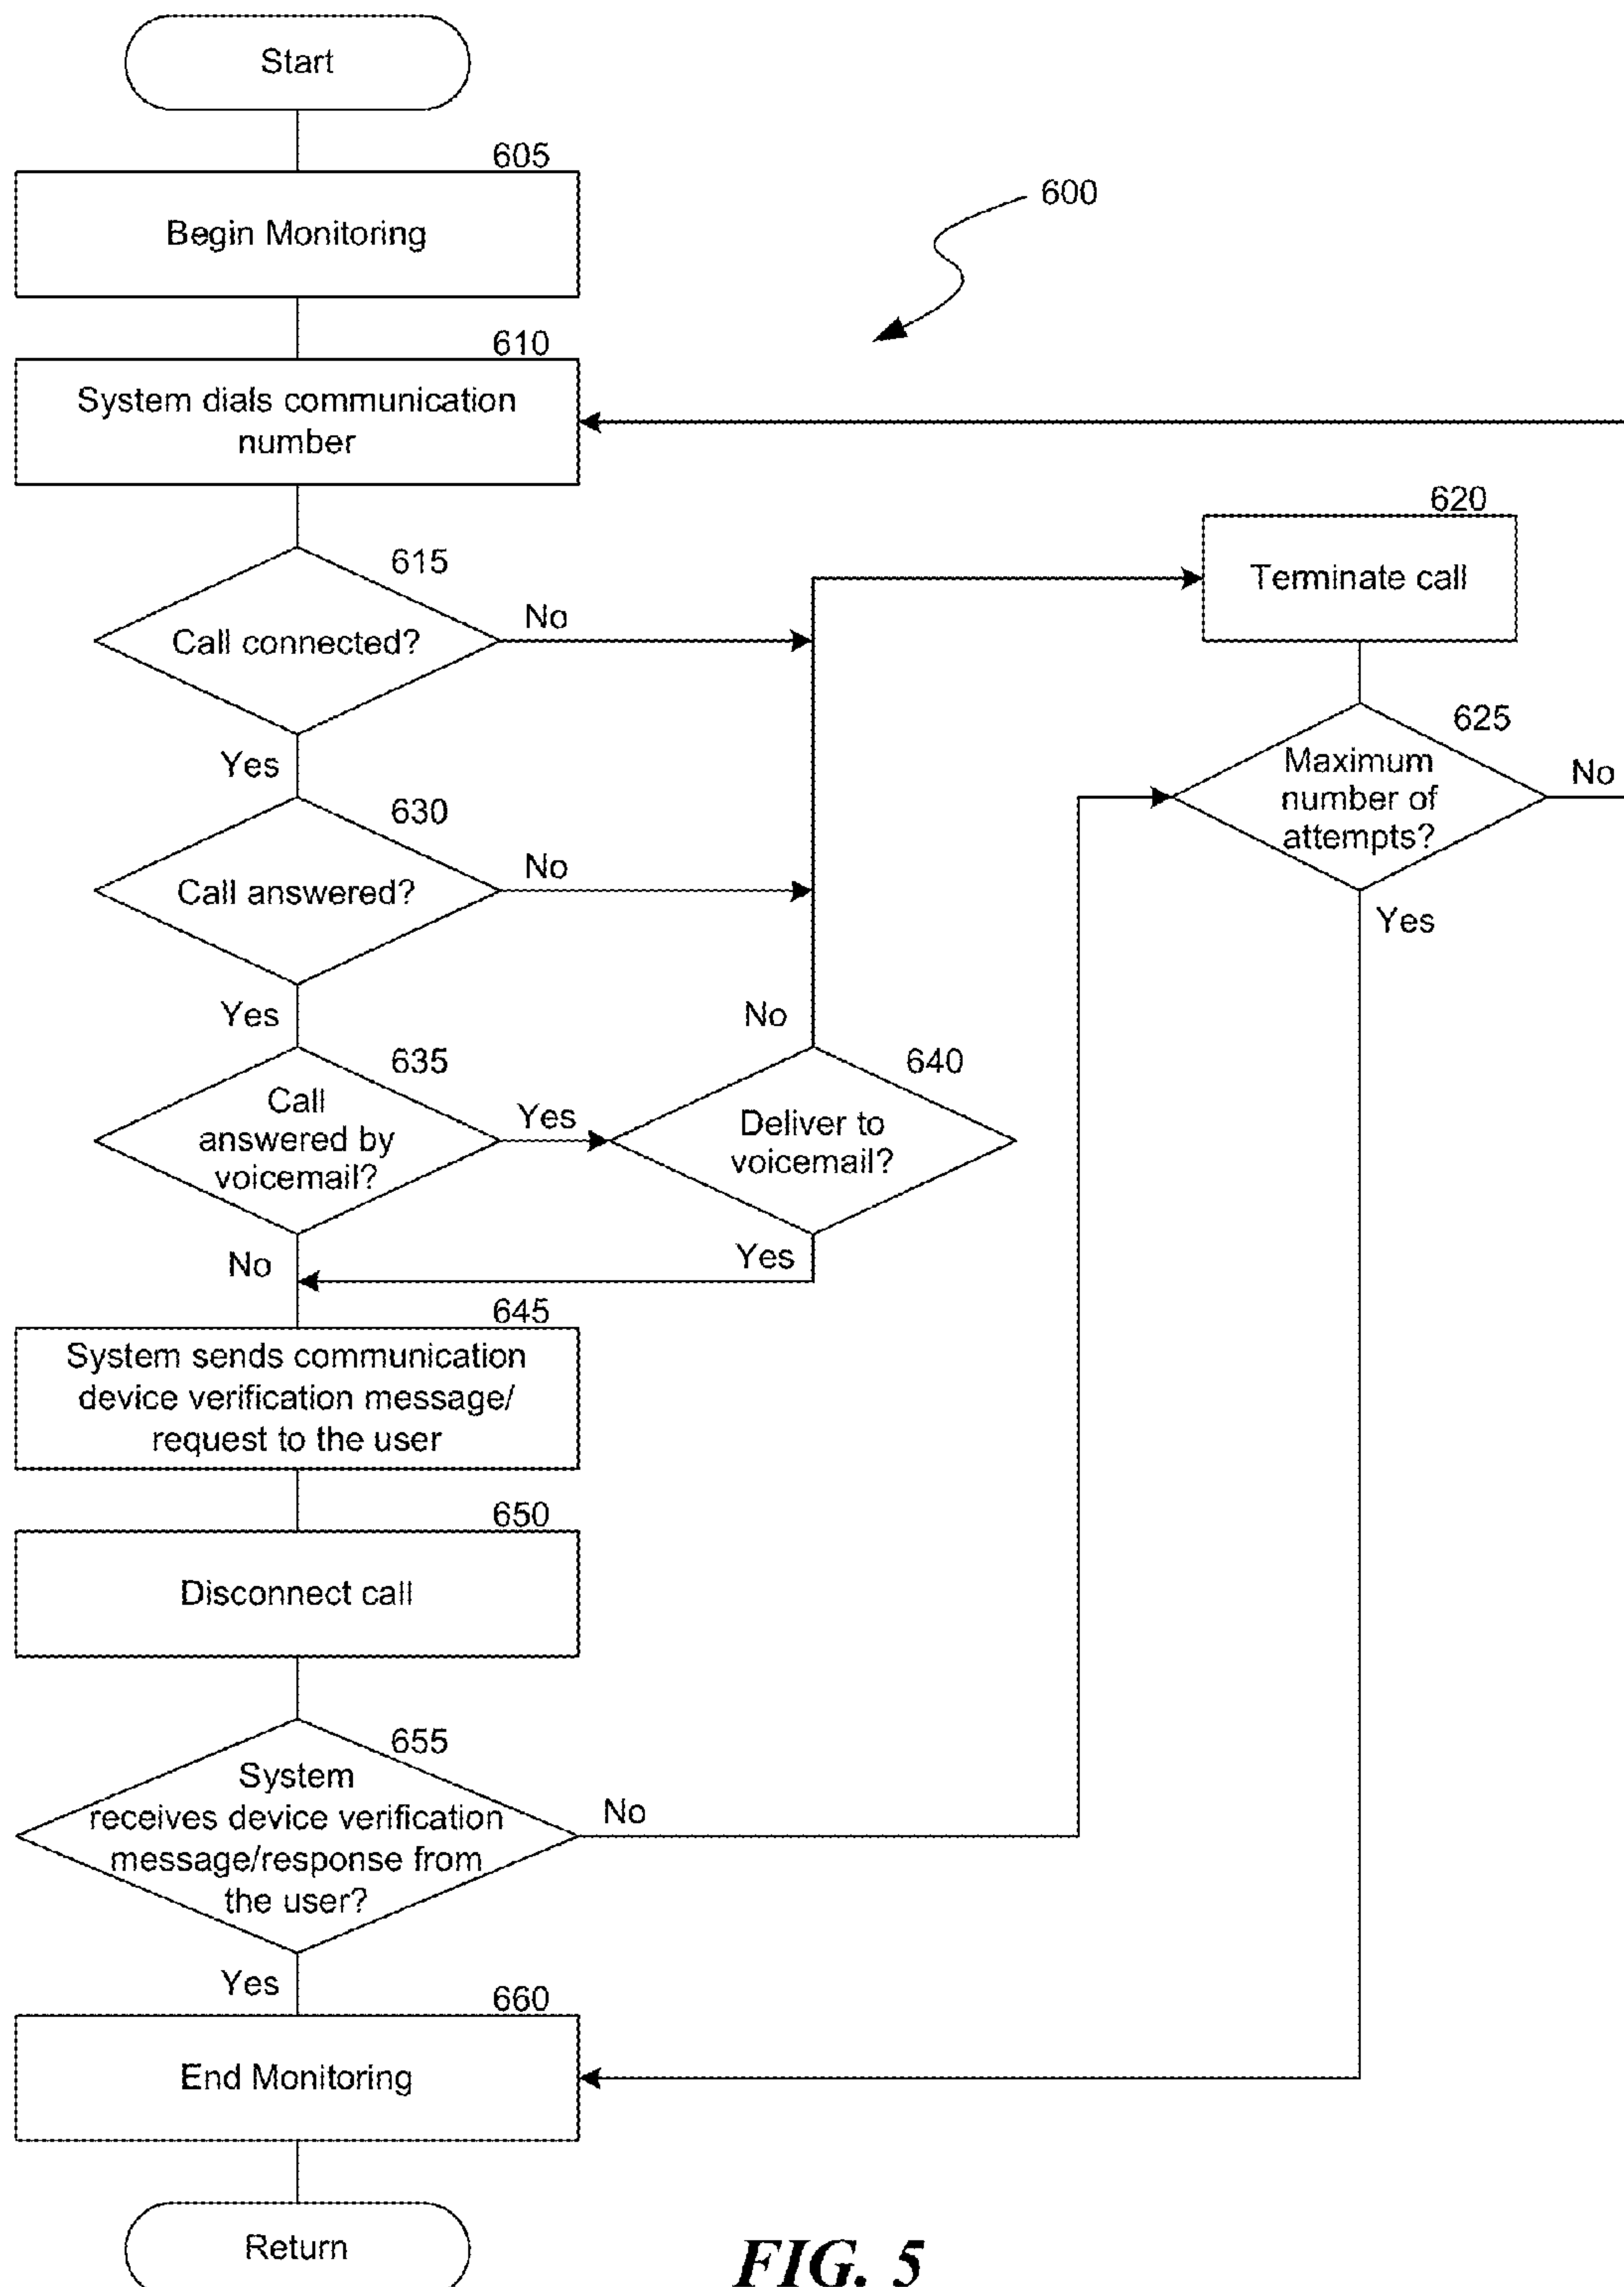 Start
605
Begin Monitoring
600
610
System dials communication
number
620
Terminate call
615
Call connected?
No
Yes
625
Maximum
number of
attempts?
No
Yes
630
Call answered?
No
Yes
635
Call
answered by
voicemail?
Yes
No
640
Deliver to
voicemail?
No
Yes
645
System sends communication
device verification message/
request to the user
650
Disconnect call
655
System
receives device verification
message/response from
the user?
No
Yes
660
End Monitoring
Return
FIG. 5